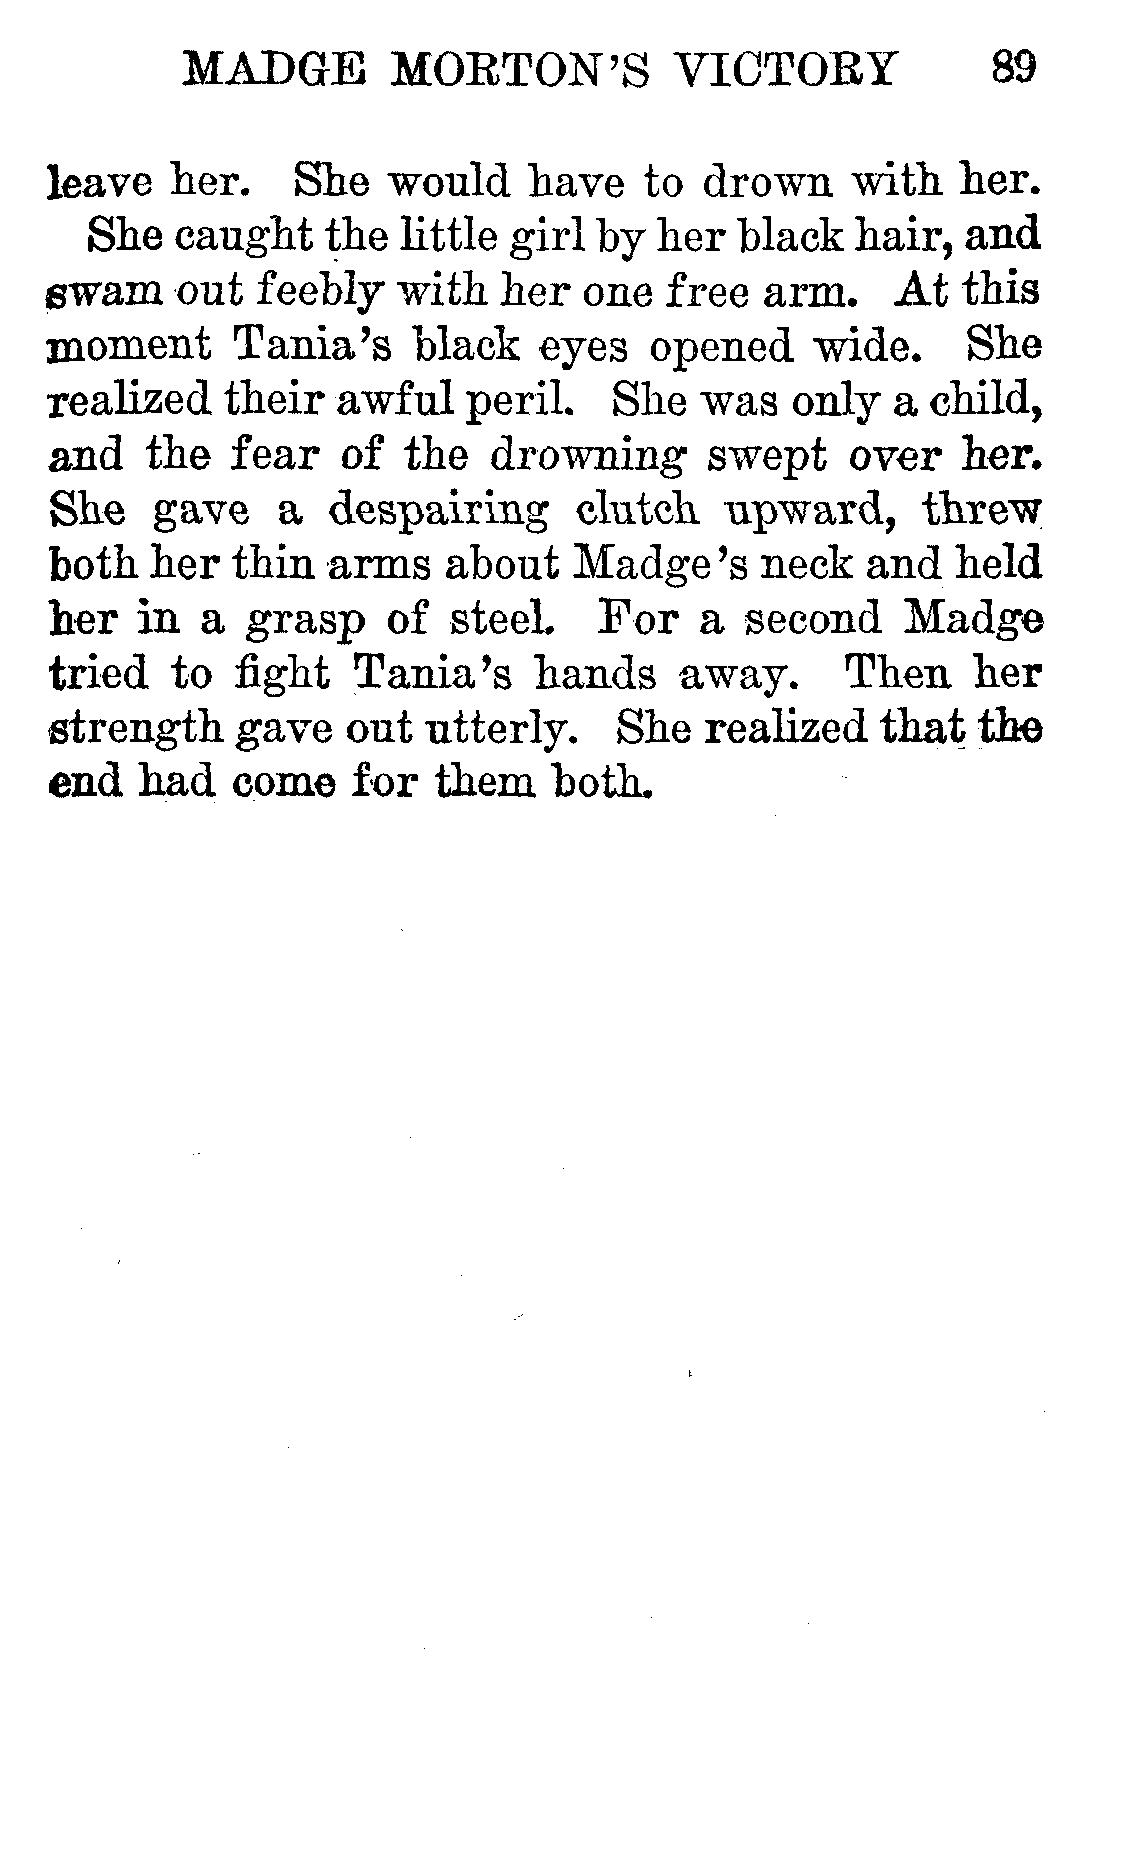 MADGE MORTON'S VICTORY 89
leave her. She would have to drown with her.
She caught the little girl by her black hair, and
swam out feebly with her one free arm. At this
moment Tania's black eyes opened wide. She
realized their awful peril. She was only a child,
and the fear of the drowning swept over her.
She gave a despairing clutch upward, threw
both her thin arms about Madge's neck and held
her in a grasp of steel. For a second Madge
tried to fight Tania's hands away. Then her
strength gave out utterly. She realized that the
end had come for them both.